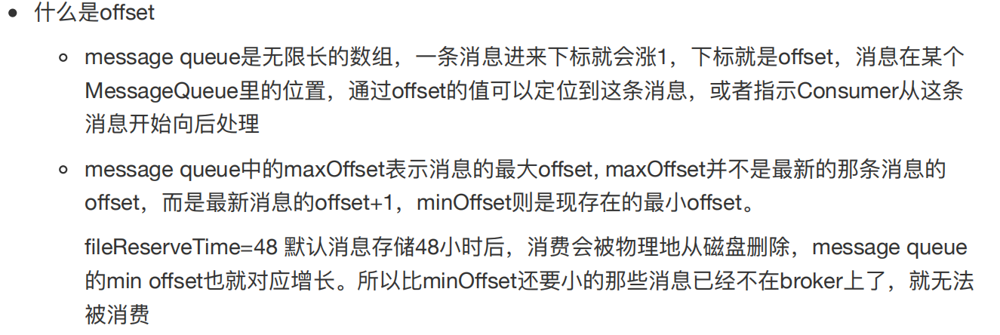 什么是offset
message queue是无限长的数组，一条消息进来下标就会涨1，下标就是offset，消息在某个
MessageQueue里的位置，通过offset的值可以定位到这条消息，或者指示Consumer从这条
消息开始向后处理
message queue中的maxOffset表示消息的最大offset, maxOffset并不是最新的那条消息的
offset，而是最新消息的offset+1，minOffset则是现存在的最小offset。
fileReserveTime=48 默认消息存储48小时后，消费会被物理地从磁盘删除，message queue
的min offset也就对应增长。所以比minOffset还要小的那些消息已经不在broker上了，就无法
被消费